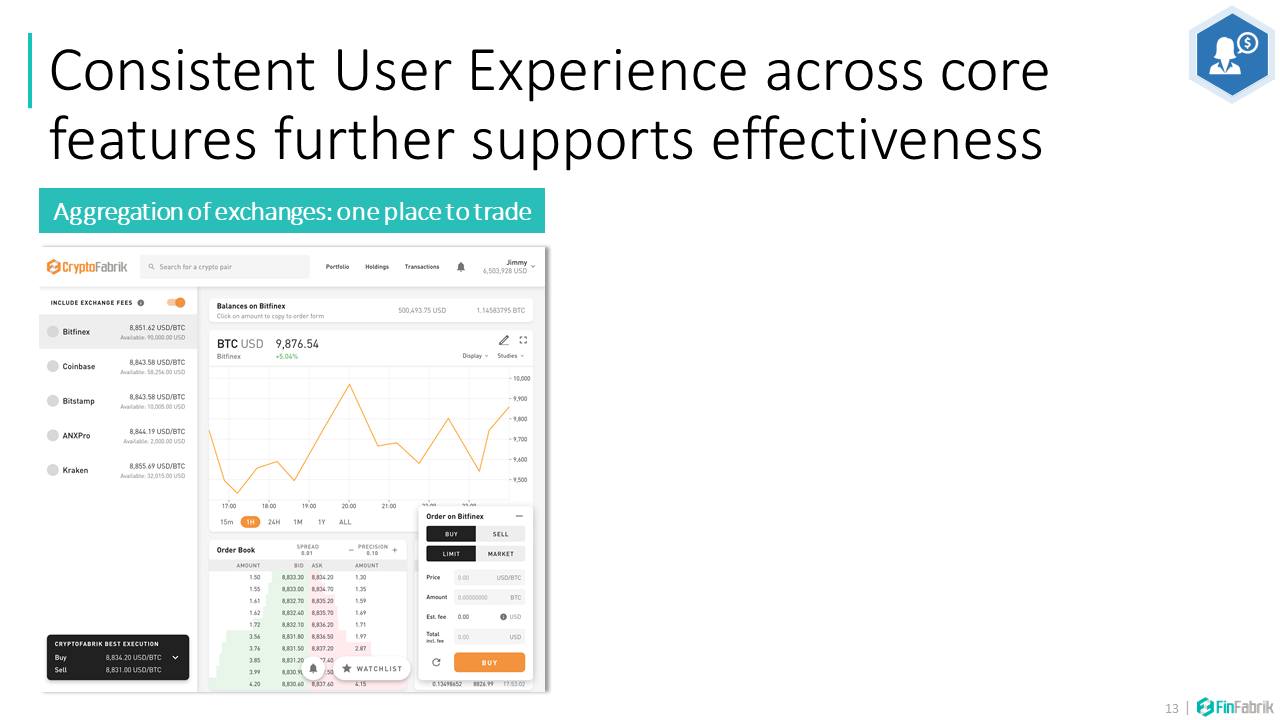 Consistent User Experience across core
features further supports effectiveness
$
Aggregation of exchanges: one place to trade
CryptoFabrik
Search for a crypto pair
Portfolio Holdings Transactions
Jimmy
6,503,928 USD
INCLUDE EXCHANGE FEES
Bitfinex 8,851.62 USD/BTC
Available: 90,000.00 USD
Coinbase 8,843.58 USD/BTC
Available: 58,256.00 USD
Bitstamp 8,843.58 USD/BTC
Available: 10,005.00 USD
ANXPro 8,844.19 USD/BTC
Available: 2,000.00 USD
Kraken 8,855.69 USD/BTC
Available: 32,015.00 USD
CRYPTOFABRIK BEST EXECUTION
Buy 8,834.20 USD/BTC
Sell 8,831.00 USD/BTC
Balances on Bitfinex
Click on amount to copy to order form
500,493.75 USD 1.14583795 BTC
BTC USD 9,876.54
Bitfinex +5.04%
Display Studies
10,000
9,900
9,800
9,700
9,600
9,500
17:00 18:00 19:00 20:00 21:00
15m 1H 24H 1M 1Y ALL
Order Book
SPREAD
0.01
PRECISION
− 0.10 +
AMOUNT BID ASK AMOUNT
1.50 8,833.30 8,834.20 1.30
1.55 8,833.00 8,834.70 1.35
1.61 8,832.70 8,835.20 1.59
1.62 8,832.40 8,835.70 1.69
1.72 8,832.10 8,836.20 1.71
3.56 8,831.80 8,836.50 1.97
3.76 8,831.50 8,837.20 2.87
3.85 8,831.20
3.99
4.20 8,830.60 8,837.60 4.15
WATCHLIST
Order on Bitfinex
BUY SELL
LIMIT MARKET
Price 0.00 USD/BTC
Amount 0.00000000 BTC
Est. fee 0.00 USD
Total
incl. fee
0.00 USD
BUY
0.13498652 8826.99 17:53:02
13 |
FinFabrik